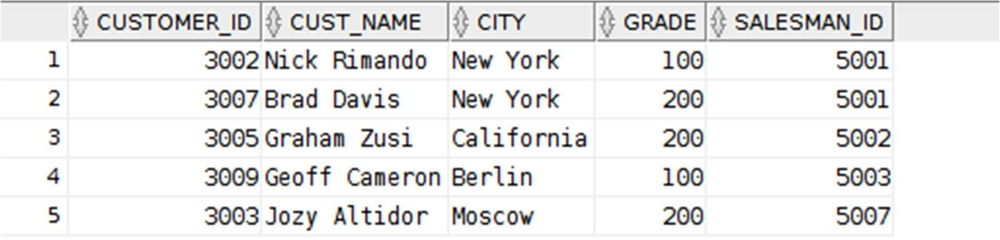 CUSTOMER_ID CUST_NAME CITY GRADE SALESMAN_ID
1 3002 Nick Rimando New York 100 5001
2 3007 Brad Davis New York 200 5001
3 3005 Graham Zusi California 200 5002
4 3009 Geoff Cameron Berlin 100 5003
5 3003 Jozy Altidor Moscow 200 5007